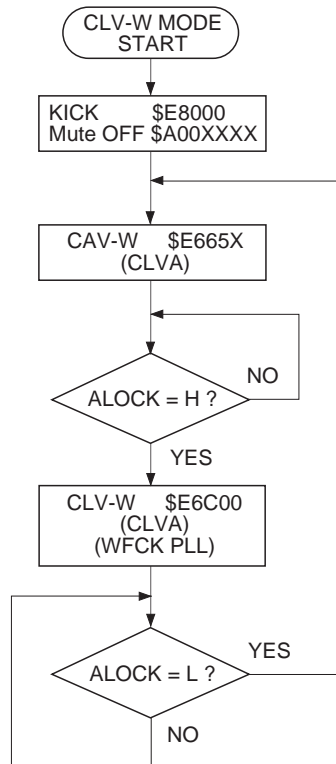 CLV-W MODE
START
KICK $E8000
Mute OFF $A00XXXX
CAV-W $E665X
(CLVA)
ALOCK = H ?
NO
YES
CLV-W $E6C00
(CLVA)
(WFCK PLL)
ALOCK = L ?
YES
NO